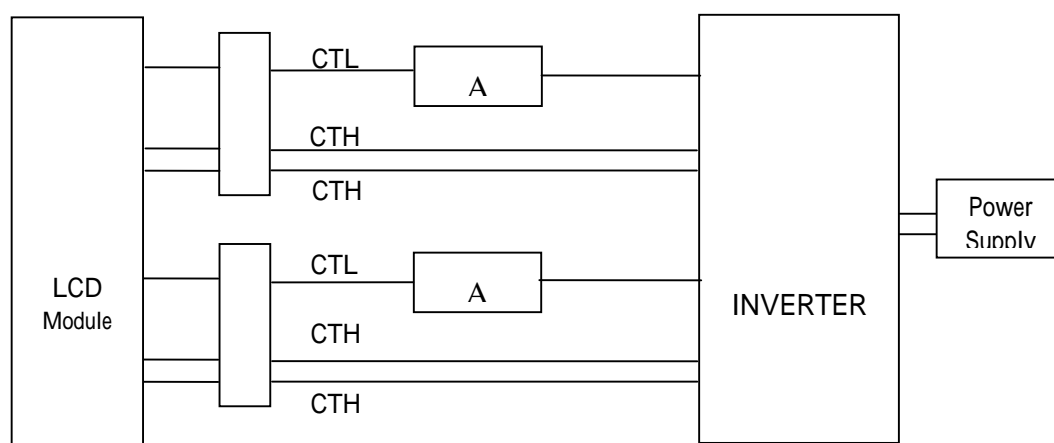 CTL
A
CTH
CTH
Power
Supply
CTL
A
LCD
Module
INVERTER
CTH
CTH